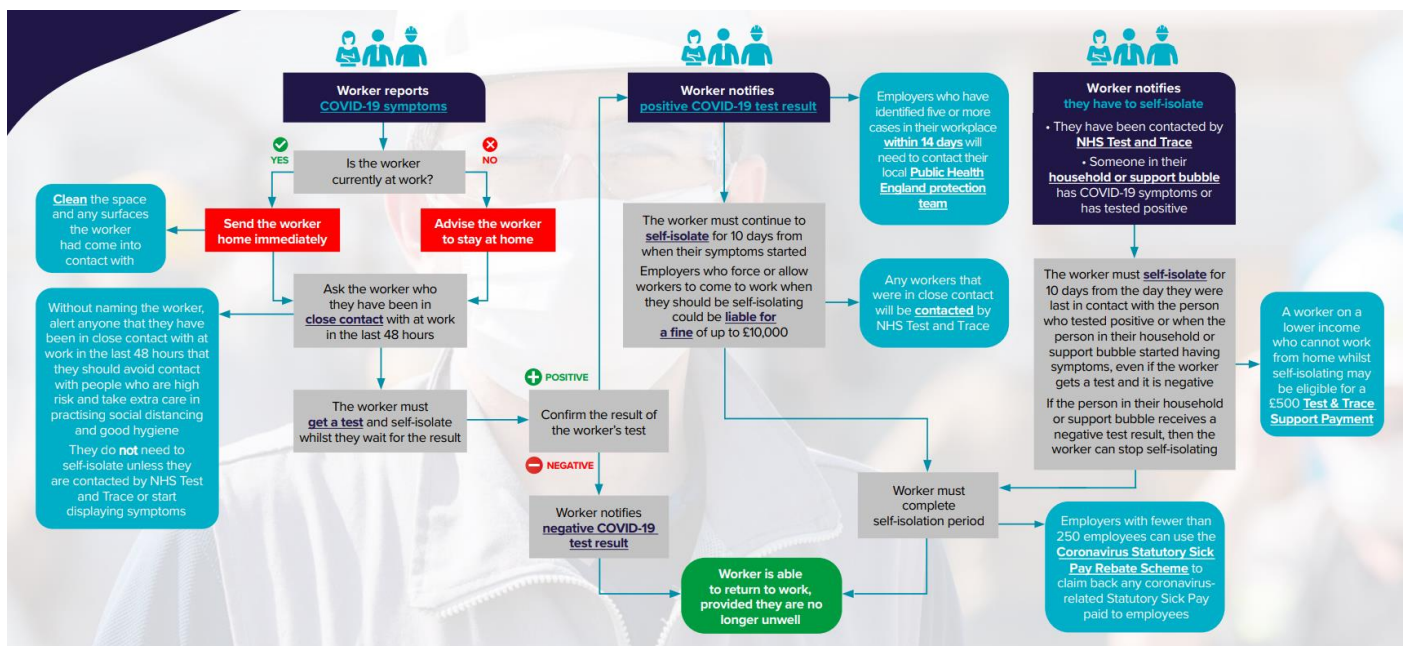 Worker reports
COVID-19 symptoms
YES
NO
Is the worker
currently at work?
Clean the space
and any surfaces
the worker
had come into
contact with
Send the worker
home immediately
Advise the worker
to stay at home
Ask the worker who
they have been in
close contact with at work
in the last 48 hours
Without naming the worker,
alert anyone that they have
been in close contact with at
work in the last 48 hours that
they should avoid contact
with people who are high
risk and take extra care in
practising social distancing
and good hygiene
They do not need to
self-isolate unless they
are contacted by NHS Test
and Trace or start
displaying symptoms
The worker must
get a test and self-isolate
whilst they wait for the result
POSITIVE
Confirm the result of
the worker's test
NEGATIVE
Worker notifies
negative COVID-19
test result
Worker notifies
positive COVID-19 test result
Employers who have
identified five or more
cases in their workplace
within 14 days will
need to contact their
local Public Health
England protection
team
The worker must continue to
self-isolate for 10 days from
when their symptoms started
Employers who force or allow
workers to come to work when
they should be self-isolating
could be liable for
a fine of up to £10,000
Any workers that
were in close contact
will be contacted by
NHS Test and Trace
Worker notifies
they have to self-isolate
• They have been contacted by
NHS Test and Trace
• Someone in their
household or support bubble
has COVID-19 symptoms or
has tested positive
The worker must self-isolate for
10 days from the day they were
last in contact with the person
who tested positive or when the
person in their household or
support bubble started having
symptoms, even if the worker
gets a test and it is negative
If the person in their household
or support bubble receives a
negative test result, then the
worker can stop self-isolating
A worker on a
lower income
who cannot work
from home whilst
self-isolating may
be eligible for a
£500 Test & Trace
Support Payment
Worker must
complete
self-isolation period
Employers with fewer than
250 employees can use the
Coronavirus Statutory Sick
Pay Rebate Scheme to
claim back any coronavirus-
related Statutory Sick Pay
paid to employees
Worker is able
to return to work,
provided they are no
longer unwell